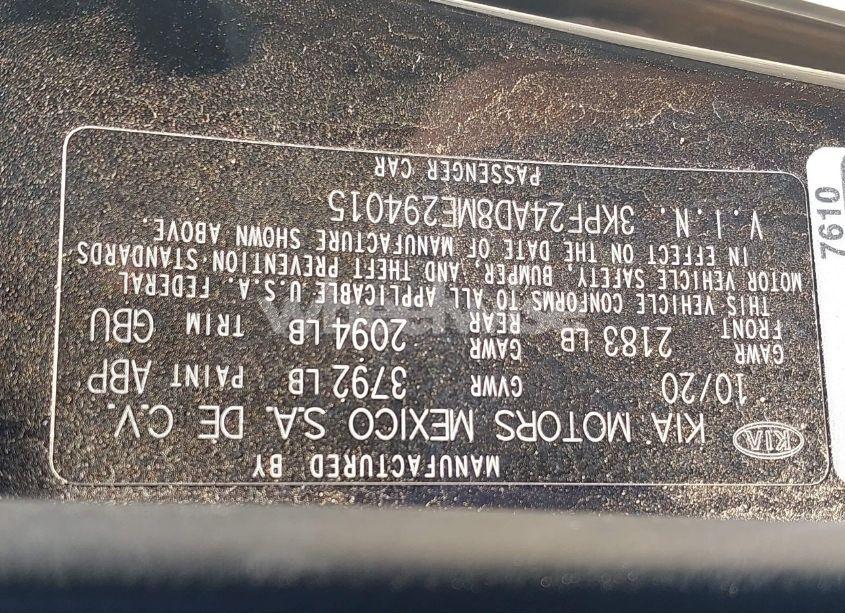 MANUFACTURED BY
KIA KIA MOTORS MEXICO S.A. DE C.V.
10/20 GVWR 3792 LB PAINT ABP
GAWR FRONT 2183 LB GAWR REAR 2094 LB TRIM GBU
THIS VEHICLE CONFORMS TO ALL APPLICABLE U.S.A. FEDERAL
MOTOR VEHICLE SAFETY, BUMPER, AND THEFT PREVENTION STANDARDS
IN EFFECT ON THE DATE OF MANUFACTURE SHOWN ABOVE.
V.I.N. 3KPF24AD8ME294015
PASSENGER CAR
7610